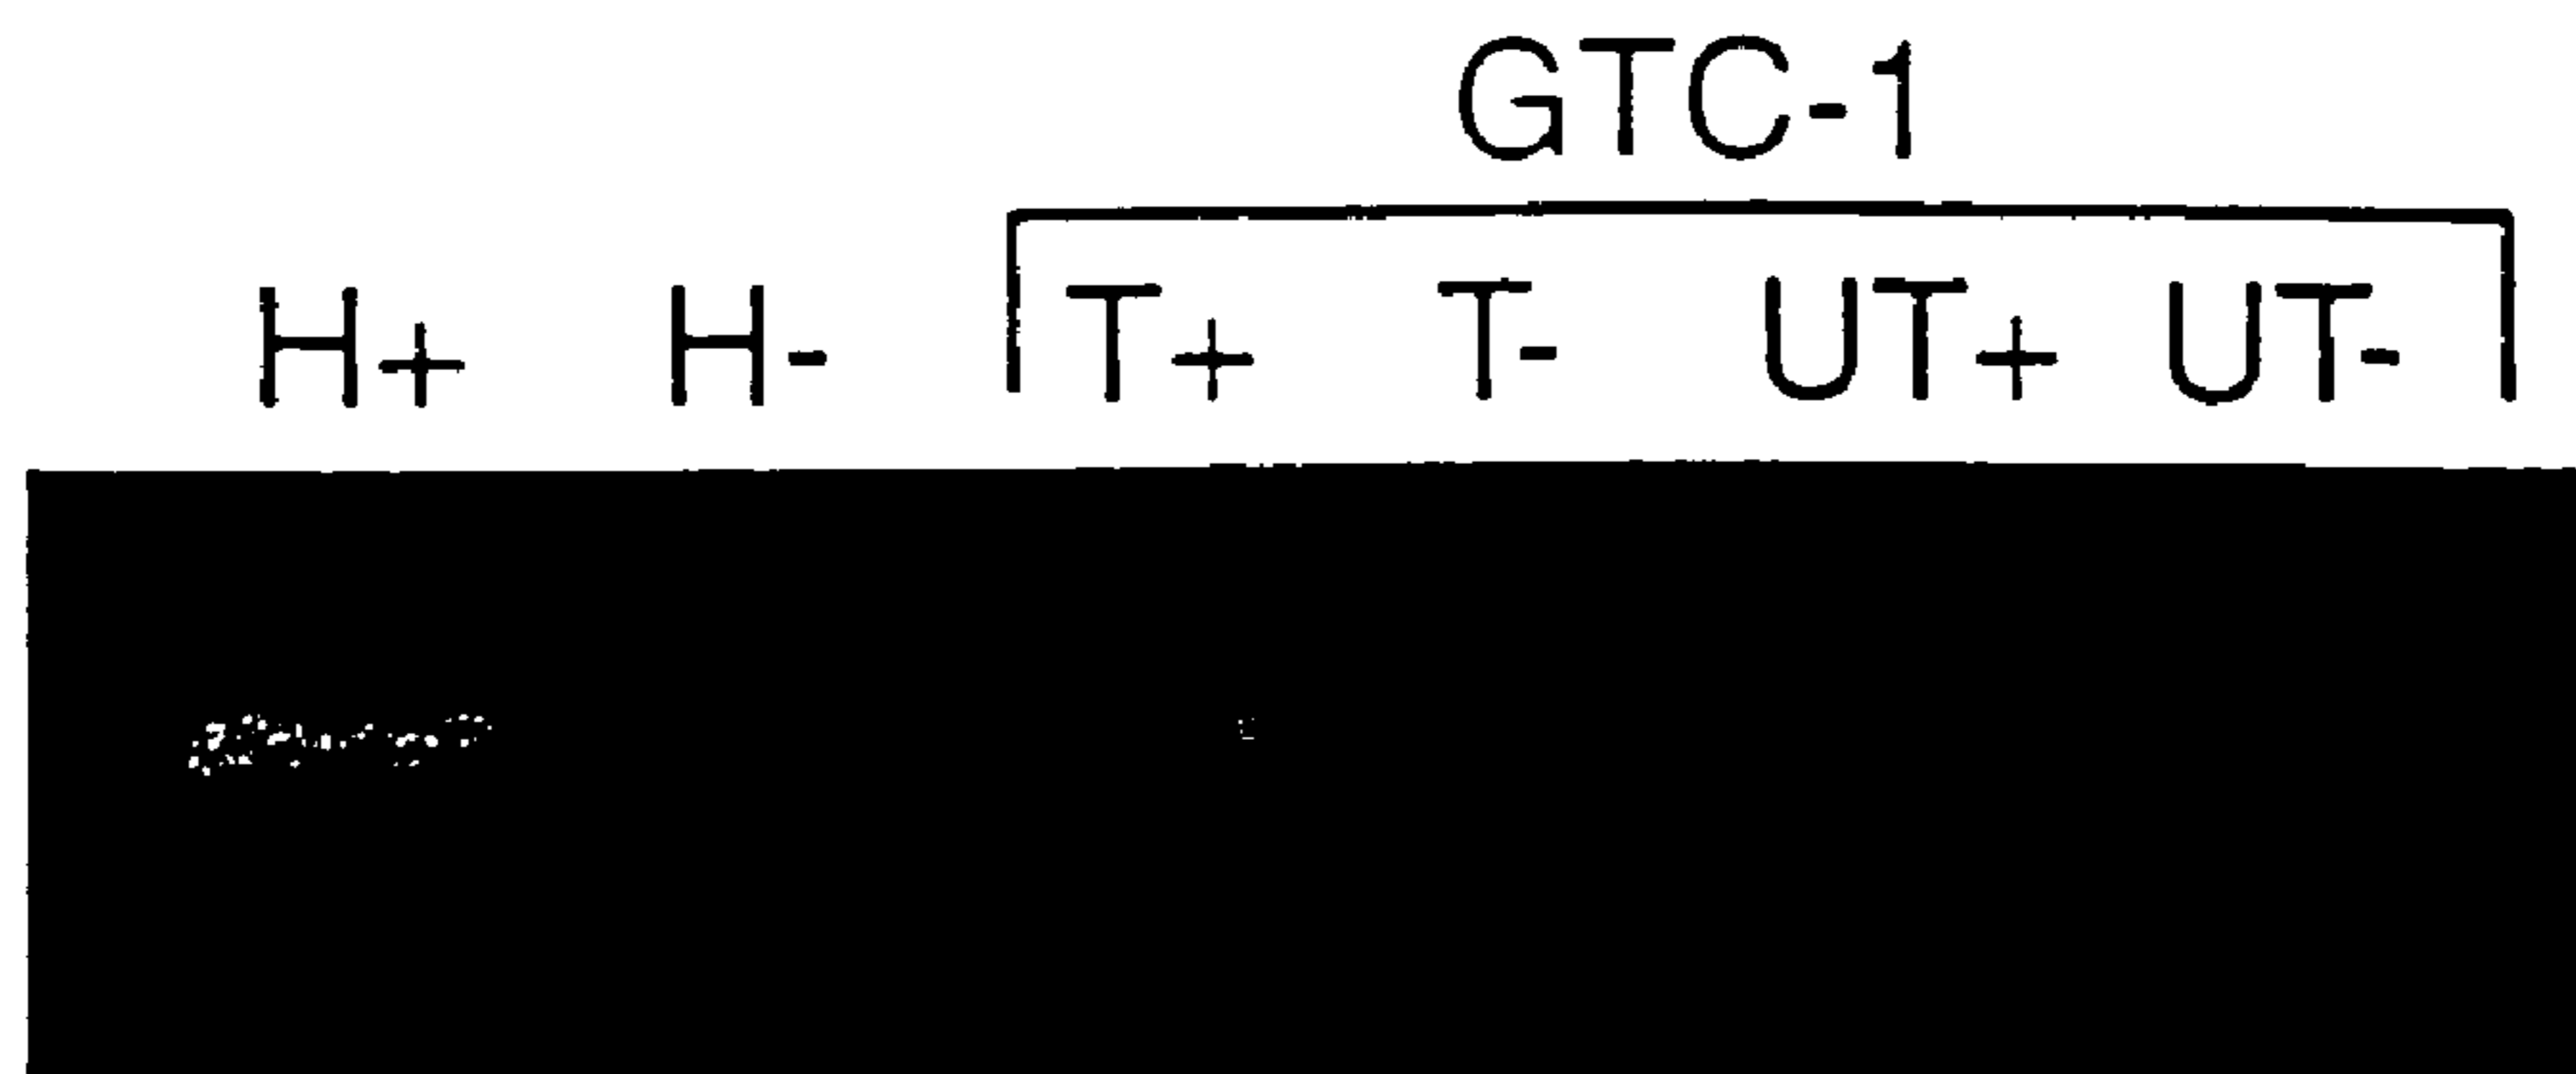 GTC-1
H+ H- T+ T- UT+ UT-